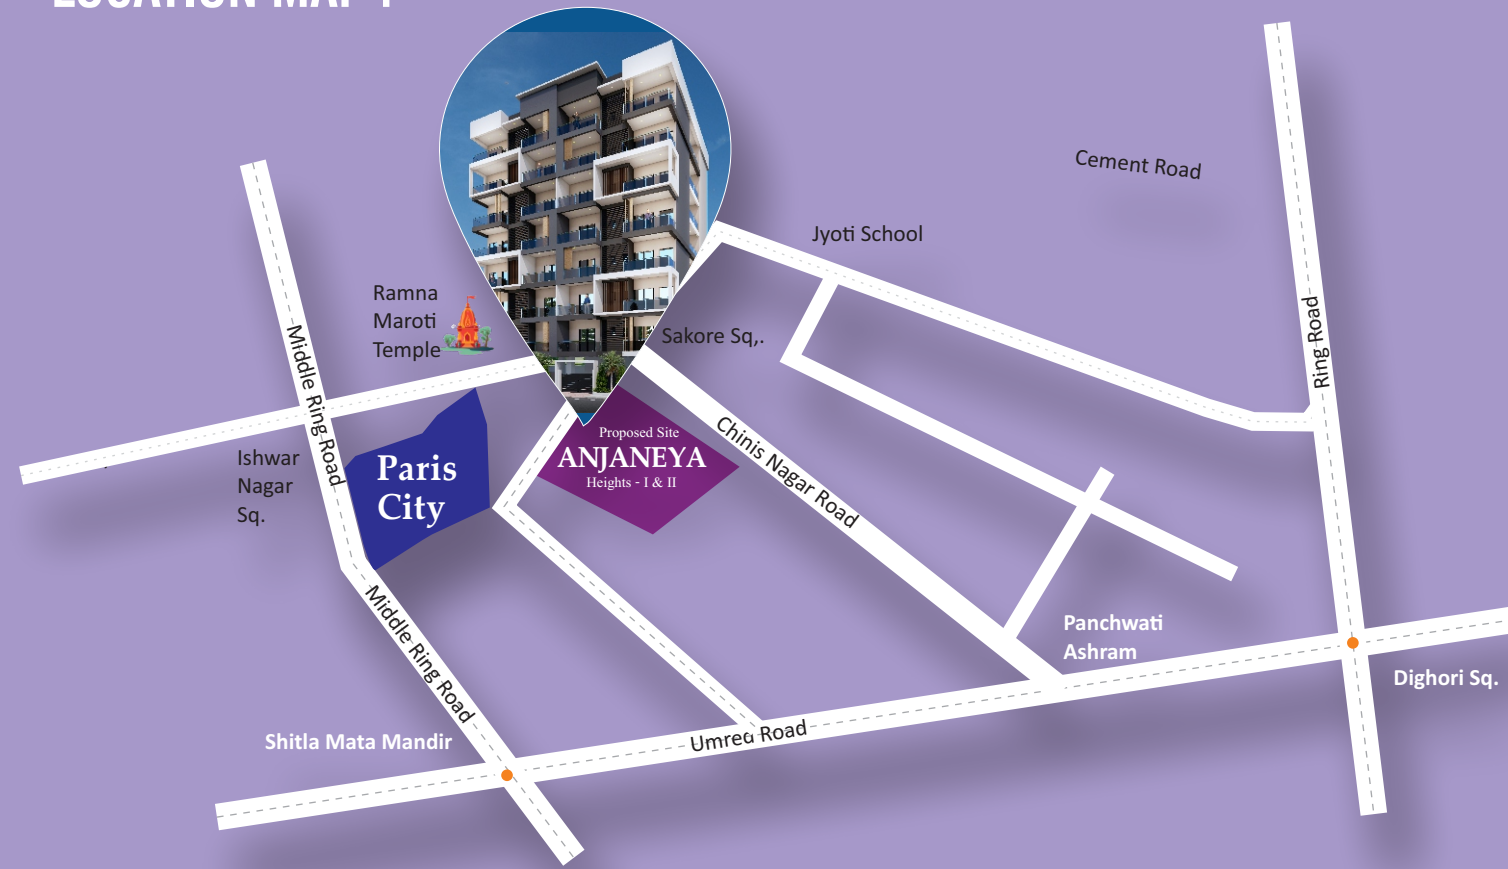 LOCATION MAP :
Cement Road
Jyoti School
Ramna
Maroti
Temple
Sakore Sq,.
Ring Road
Middle Ring Road
Ishwar
Nagar
Sq.
Paris
City
Proposed Site
ANJANEYA
Heights - I & II
Chinis Nagar Road
Middle Ring Road
Panchwati
Ashram
Dighori Sq.
Shitla Mata Mandir
Umred Road